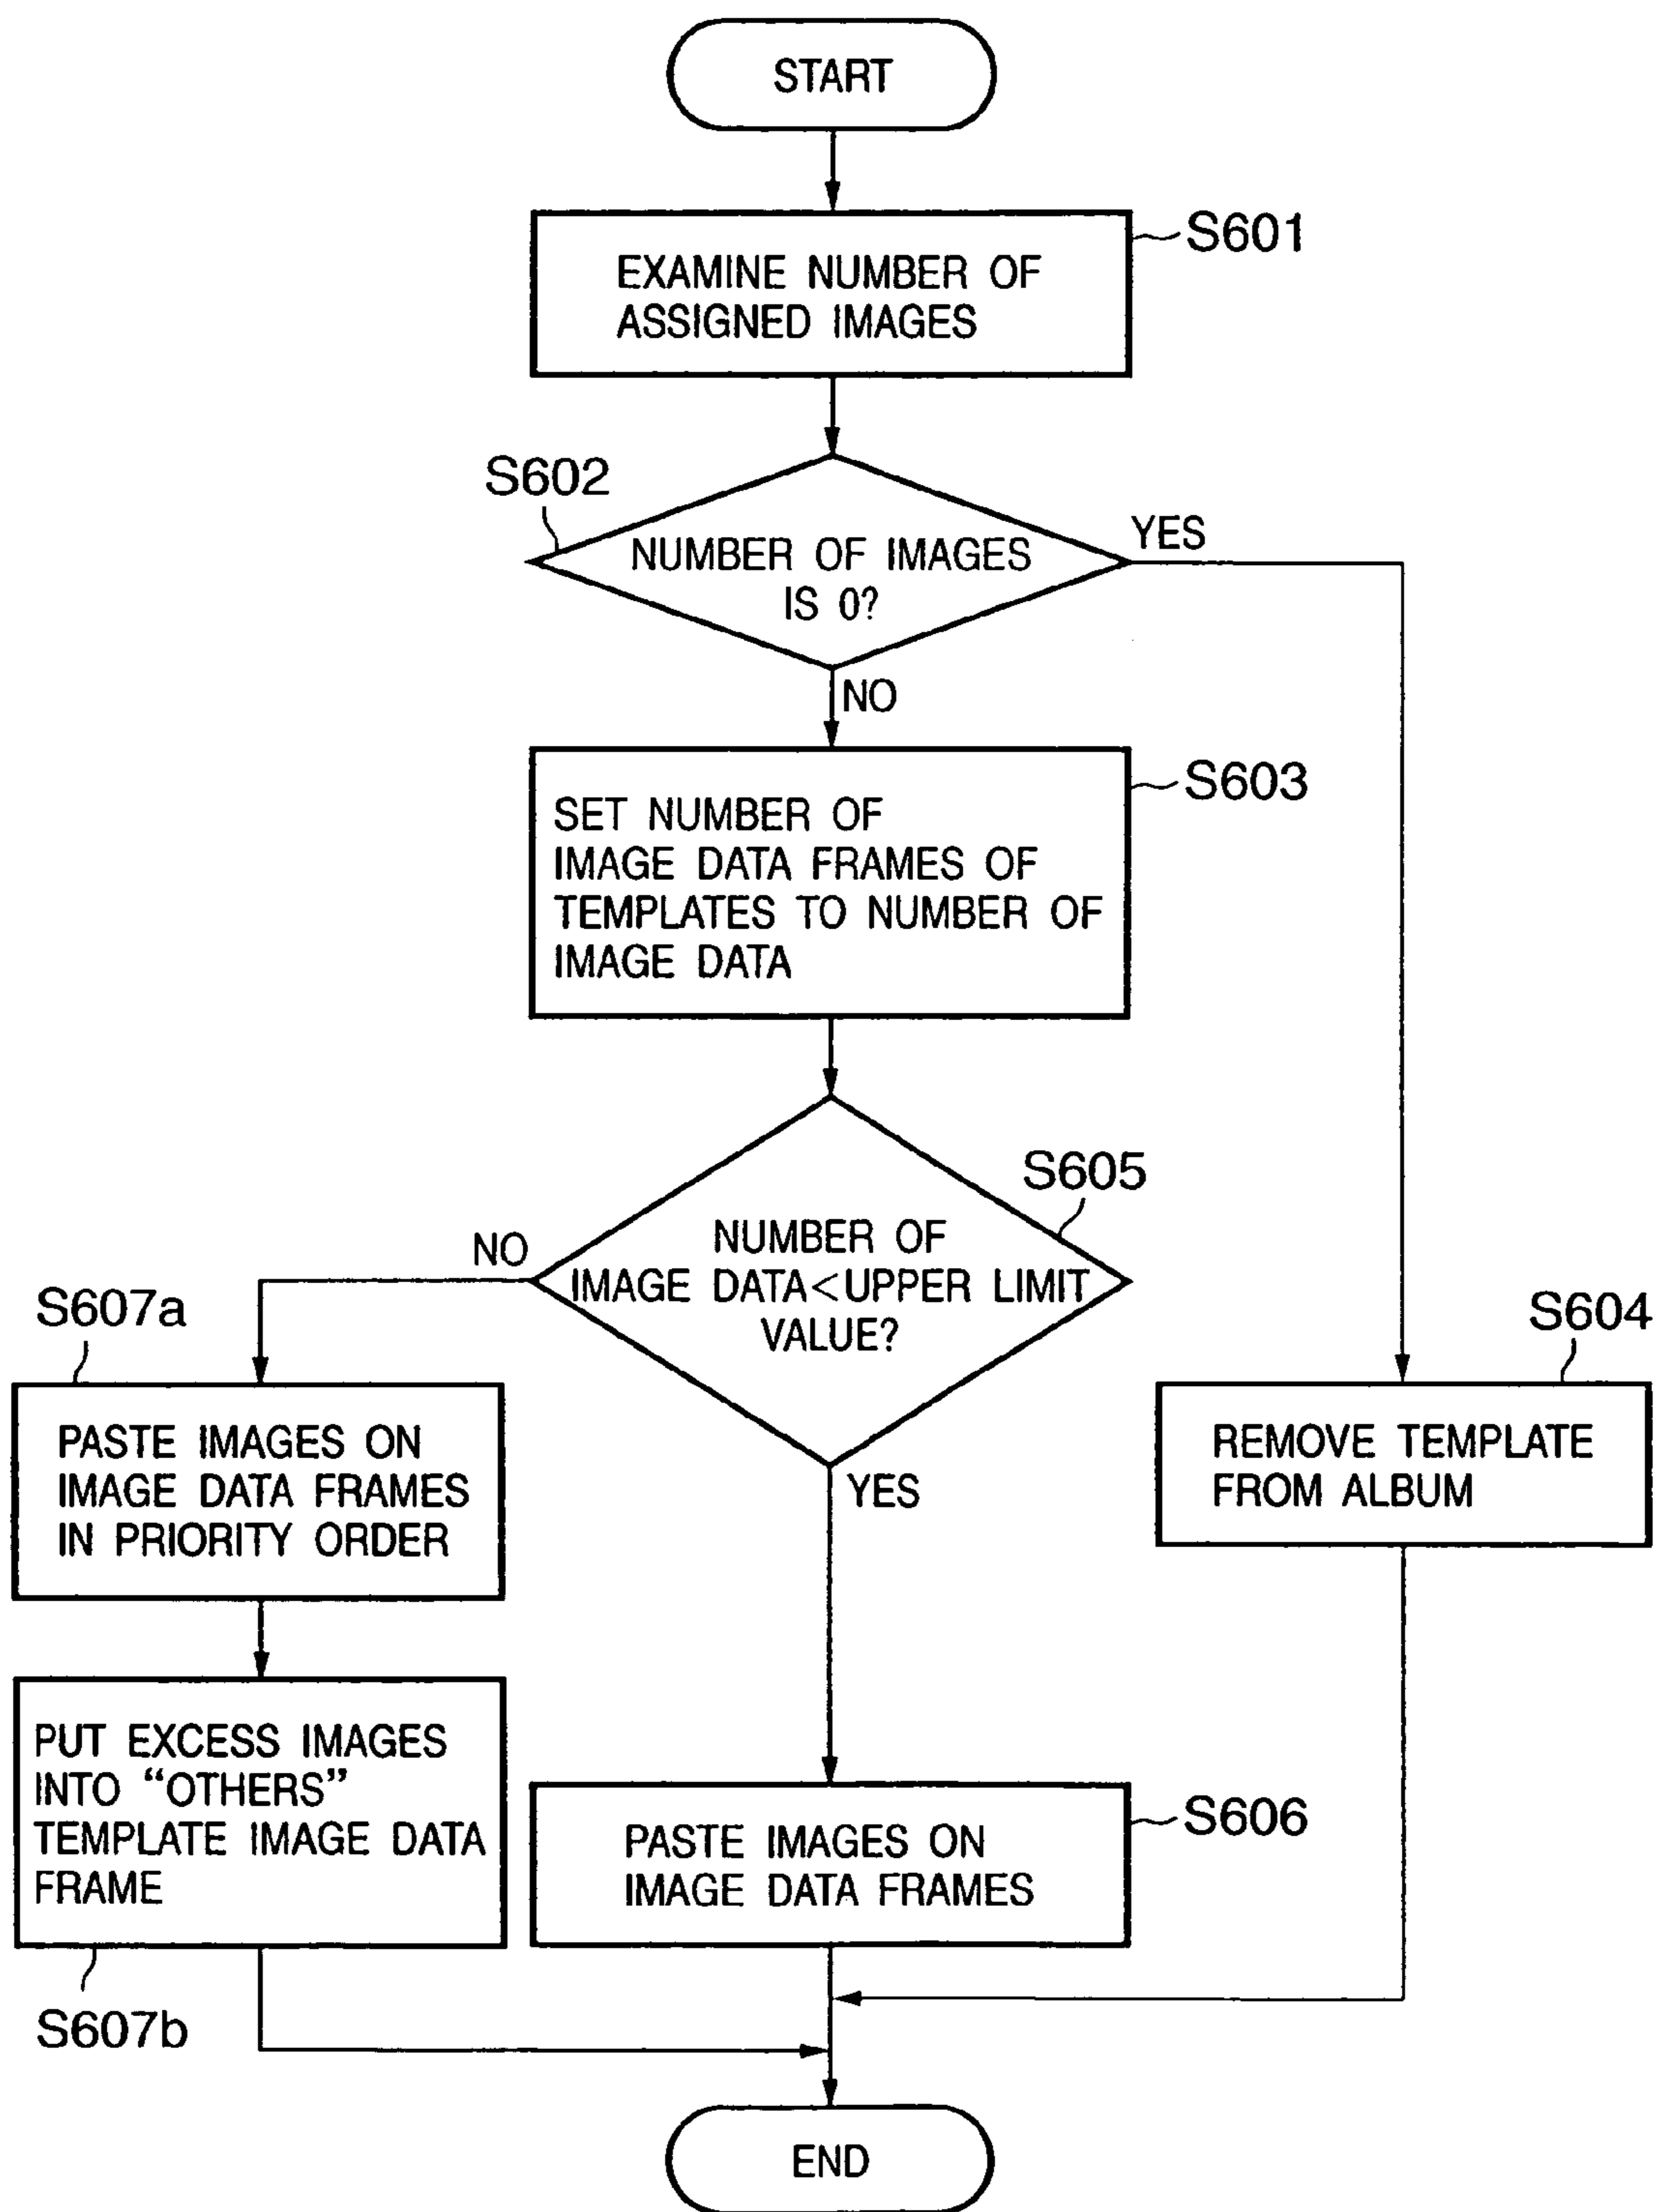 START
S601
EXAMINE NUMBER OF
ASSIGNED IMAGES
S602
YES
NUMBER OF IMAGES
IS 0?
NO
S603
SET NUMBER OF
IMAGE DATA FRAMES OF
TEMPLATES TO NUMBER OF
IMAGE DATA
S605
NO
NUMBER OF
IMAGE DATA<UPPER LIMIT
VALUE?
YES
S607a
PASTE IMAGES ON
IMAGE DATA FRAMES
IN PRIORITY ORDER
S604
REMOVE TEMPLATE
FROM ALBUM
PUT EXCESS IMAGES
INTO “OTHERS”
TEMPLATE IMAGE DATA
FRAME
S607b
S606
PASTE IMAGES ON
IMAGE DATA FRAMES
END